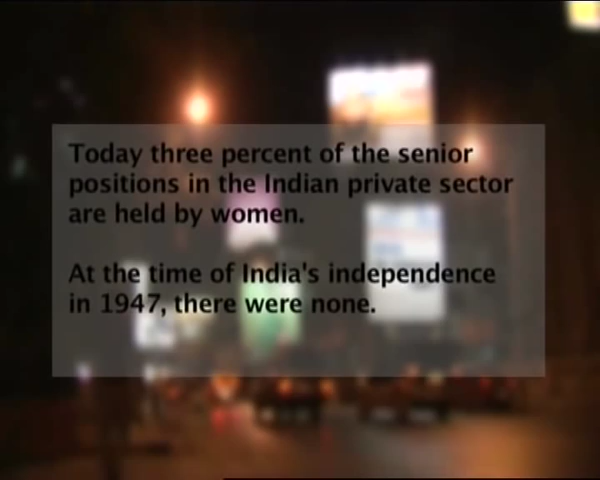 Today three percent of the senior
positions in the Indian private sector
are held by women.
At the time of India's independence
in 1947, there were none.